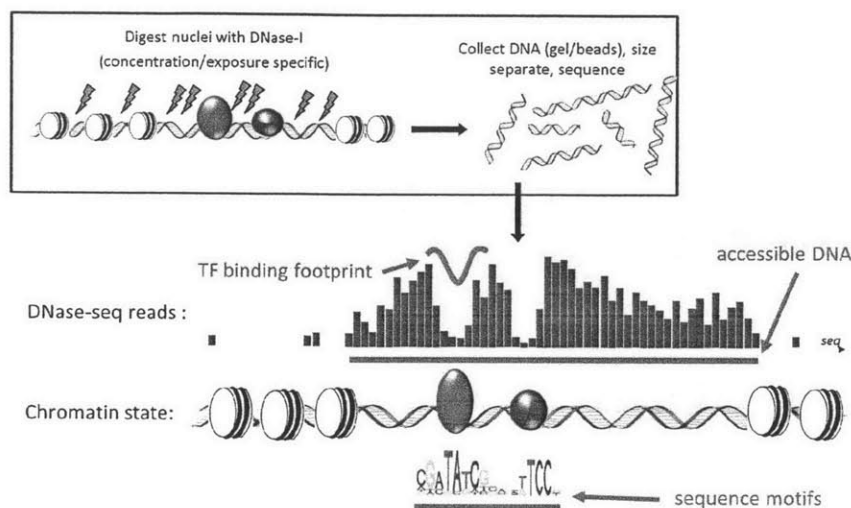 Digest nuclei with DNase-I
(concentration/exposure specific)
Collect DNA (gel/beads), size
separate, sequence
TF binding footprint
accessible DNA
DNase-seq reads :
seq
Chromatin state:
sequence motifs